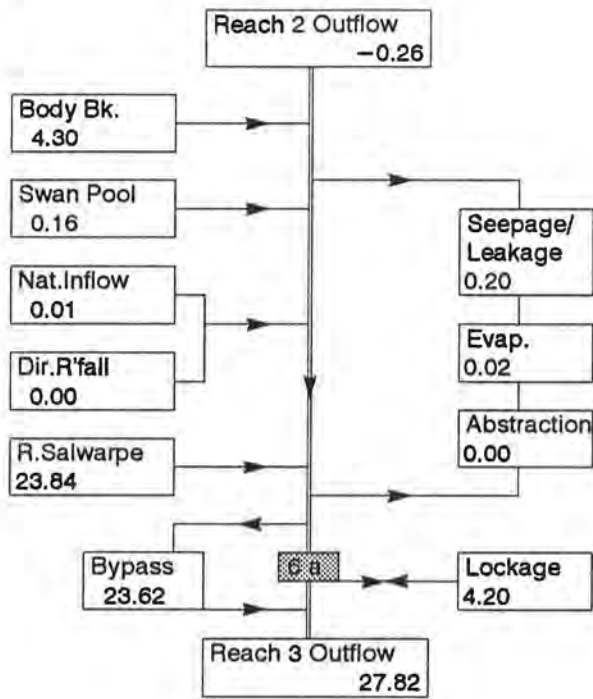 Reach 2 Outflow
−0.26
Body Bk.
4.30
Swan Pool
0.16
Nat.Inflow
0.01
Dir.R'fall
0.00
R.Salwarpe
23.84
Seepage/
Leakage
0.20
Evap.
0.02
Abstraction
0.00
Bypass
23.62
6 a
Lockage
4.20
Reach 3 Outflow
27.82